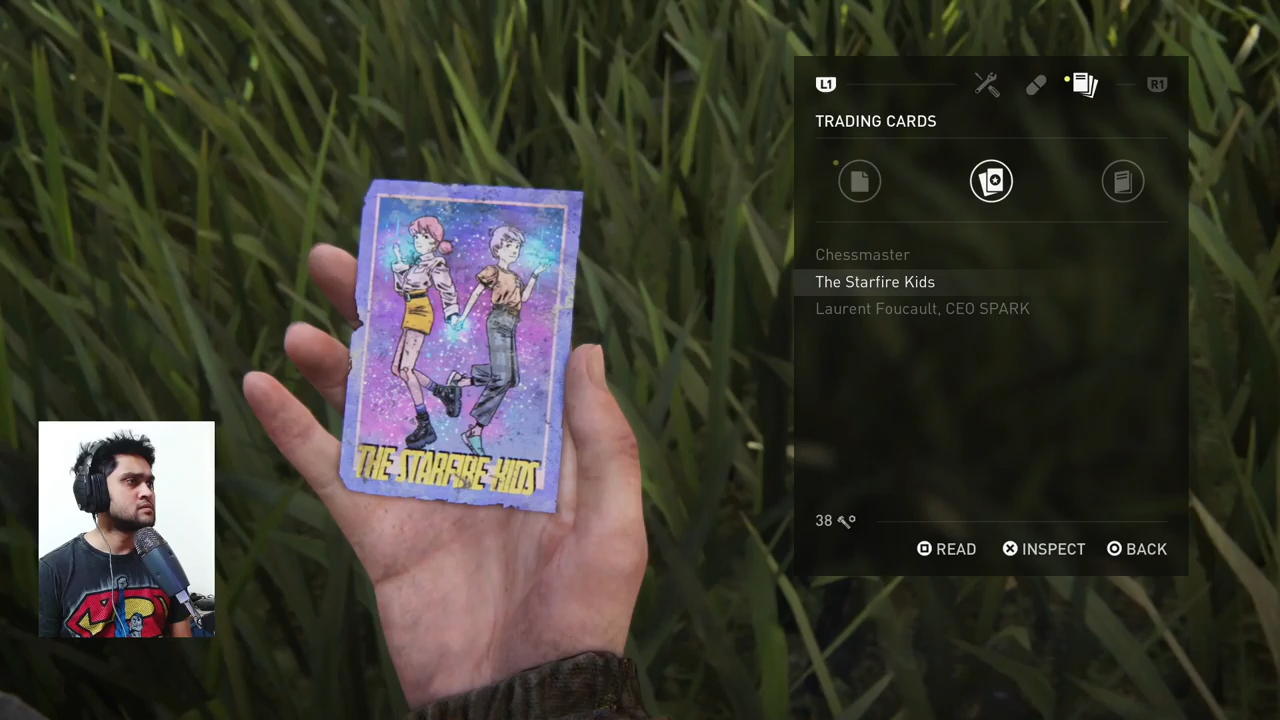 L1
R1
TRADING CARDS
Chessmaster
The Starfire Kids
Laurent Foucault, CEO SPARK
38
READ INSPECT BACK
THE STARFIRE KIDS